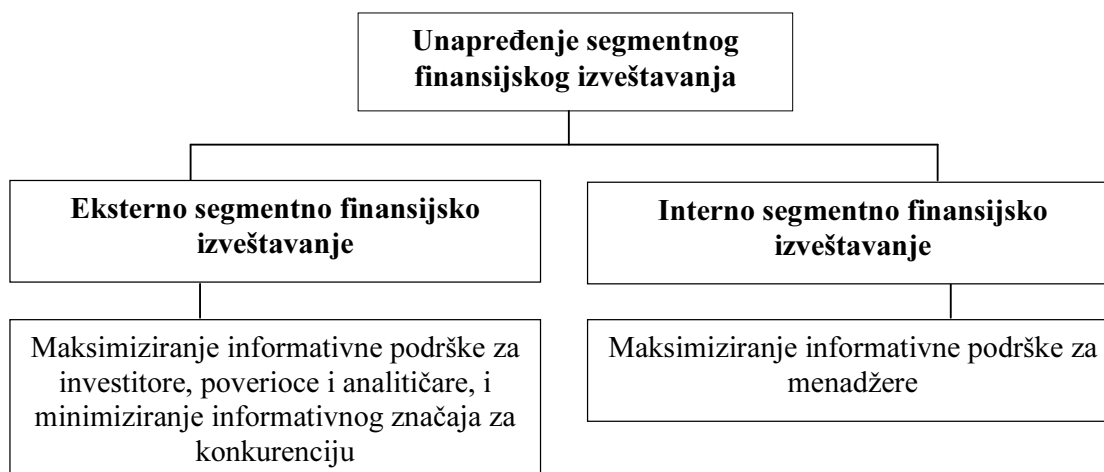 Unapređenje segmentnog
finansijskog izveštavanja
Eksterno segmentno finansijsko
izveštavanje
Interno segmentno finansijsko
izveštavanje
Maksimiziranje informativne podrške za
investitore, poverioce i analitičare, i
minimiziranje informativnog značaja za
konkurenciju
Maksimiziranje informativne podrške za
menadžere